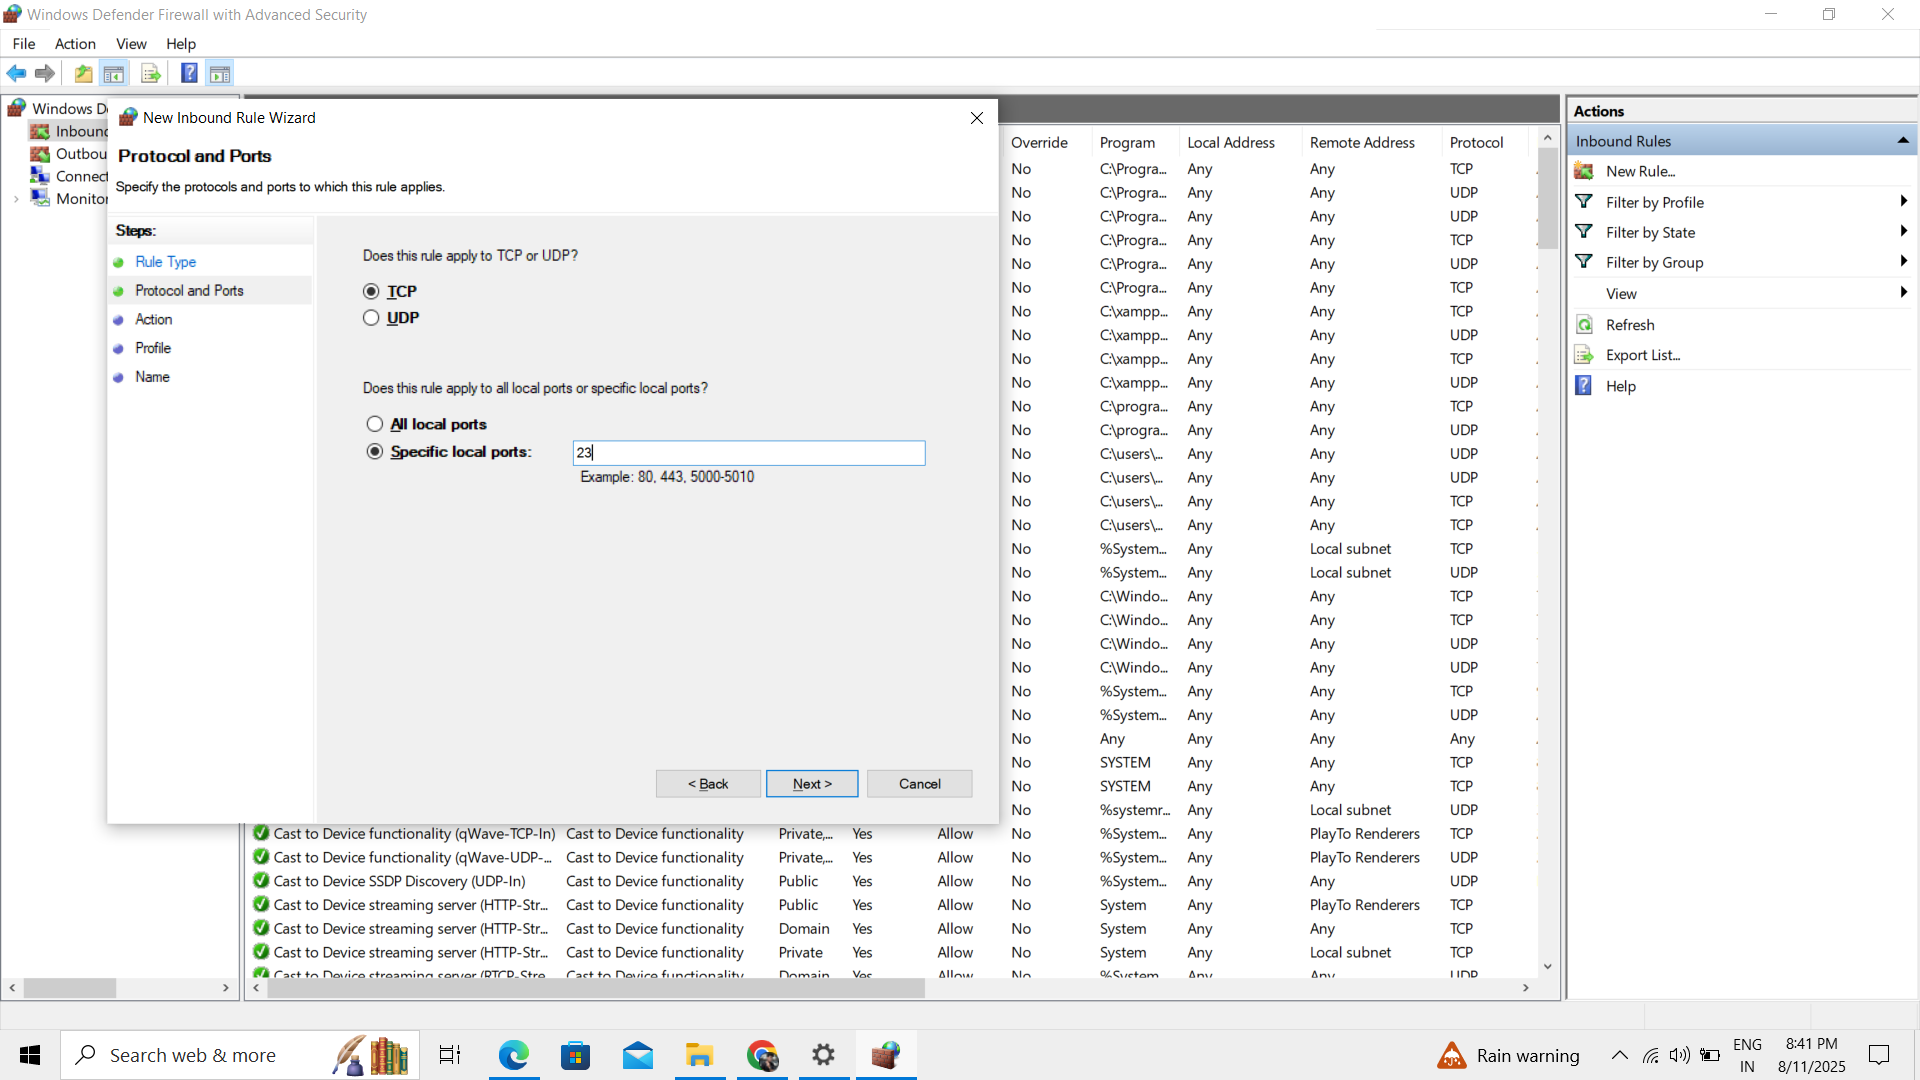 Windows Defender Firewall with Advanced Security
File Action View Help
Windows D
Inbound
Outbou
Connect
Monitor
New Inbound Rule Wizard
Protocol and Ports
Specify the protocols and ports to which this rule applies.
Steps:
Rule Type
Protocol and Ports
Action
Profile
Name
Does this rule apply to TCP or UDP?
TCP
UDP
Does this rule apply to all local ports or specific local ports?
All local ports
Specific local ports: 23
Example: 80, 443, 5000-5010
< Back Next > Cancel
Override Program Local Address Remote Address Protocol
No C:\Progra... Any Any TCP
No C:\Progra... Any Any UDP
No C:\Progra... Any Any UDP
No C:\Progra... Any Any TCP
No C:\Progra... Any Any UDP
No C:\Progra... Any Any TCP
No C:\xampp... Any Any TCP
No C:\xampp... Any Any UDP
No C:\xampp... Any Any TCP
No C:\xampp... Any Any UDP
No C:\progra... Any Any TCP
No C:\progra... Any Any UDP
No C:\users\... Any Any UDP
No C:\users\... Any Any UDP
No C:\users\... Any Any TCP
No C:\users\... Any Any TCP
No %System... Any Local subnet TCP
No %System... Any Local subnet UDP
No C:\Windo... Any Any TCP
No C:\Windo... Any Any TCP
No C:\Windo... Any Any UDP
No C:\Windo... Any Any UDP
No %System... Any Any TCP
No %System... Any Any UDP
No Any Any Any Any
No SYSTEM Any Any TCP
No SYSTEM Any Any TCP
No %systemr... Any Local subnet UDP
Cast to Device functionality (qWave-TCP-In) Cast to Device functionality Private,... Yes Allow No %System... Any PlayTo Renderers TCP
Cast to Device functionality (qWave-UDP-... Cast to Device functionality Private,... Yes Allow No %System... Any PlayTo Renderers UDP
Cast to Device SSDP Discovery (UDP-In) Cast to Device functionality Public Yes Allow No %System... Any Any UDP
Cast to Device streaming server (HTTP-Str... Cast to Device functionality Public Yes Allow No System Any PlayTo Renderers TCP
Cast to Device streaming server (HTTP-Str... Cast to Device functionality Domain Yes Allow No System Any Any TCP
Cast to Device streaming server (HTTP-Str... Cast to Device functionality Private Yes Allow No System Any Local subnet TCP
Cast to Device streaming server (RTCP-Stre... Cast to Device functionality Domain Yes Allow No %System... Any Any UDP
Actions
Inbound Rules
New Rule...
Filter by Profile
Filter by State
Filter by Group
View
Refresh
Export List...
Help
Search web & more
Rain warning
ENG
IN
8:41 PM
8/11/2025